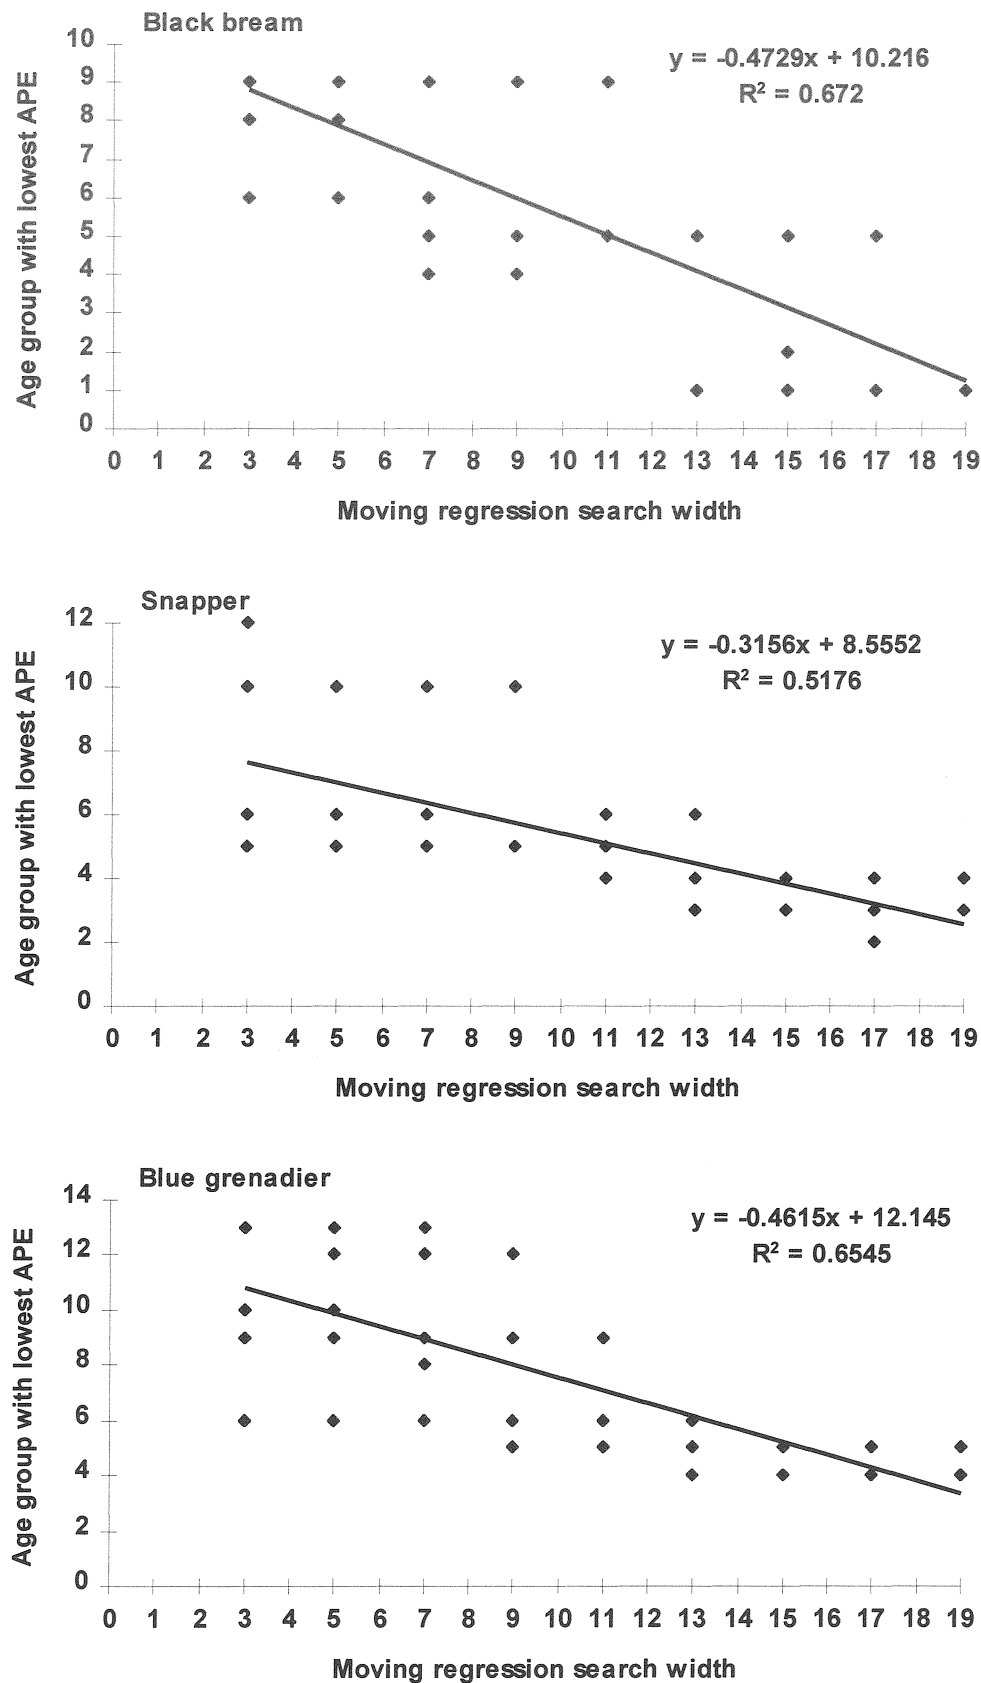 Black bream
y = -0.4729x + 10.216
R² = 0.672
Age group with lowest APE
10
9
8
7
6
5
4
3
2
1
0
0 1 2 3 4 5 6 7 8 9 10 11 12 13 14 15 16 17 18 19
Moving regression search width
Snapper
y = -0.3156x + 8.5552
R² = 0.5176
Age group with lowest APE
12
10
8
6
4
2
0
0 1 2 3 4 5 6 7 8 9 10 11 12 13 14 15 16 17 18 19
Moving regression search width
Blue grenadier
y = -0.4615x + 12.145
R² = 0.6545
Age group with lowest APE
14
12
10
8
6
4
2
0
0 1 2 3 4 5 6 7 8 9 10 11 12 13 14 15 16 17 18 19
Moving regression search width